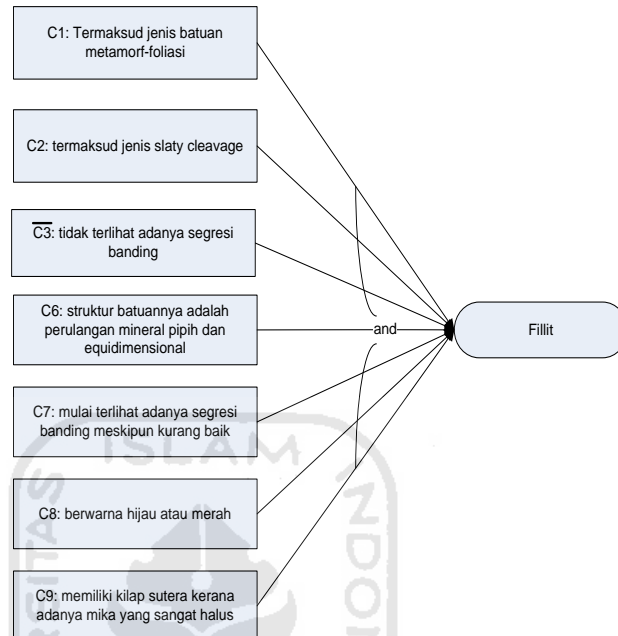 C1: Termaksud jenis batuan
metamorf-foliasi
C2: termaksud jenis slaty cleavage
C̅3̅: tidak terlihat adanya segresi
banding
C6: struktur batuannya adalah
perulangan mineral pipih dan
equidimensional
and
Fillit
C7: mulai terlihat adanya segresi
banding meskipun kurang baik
C8: berwarna hijau atau merah
C9: memiliki kilap sutera kerana
adanya mika yang sangat halus
ISLAM